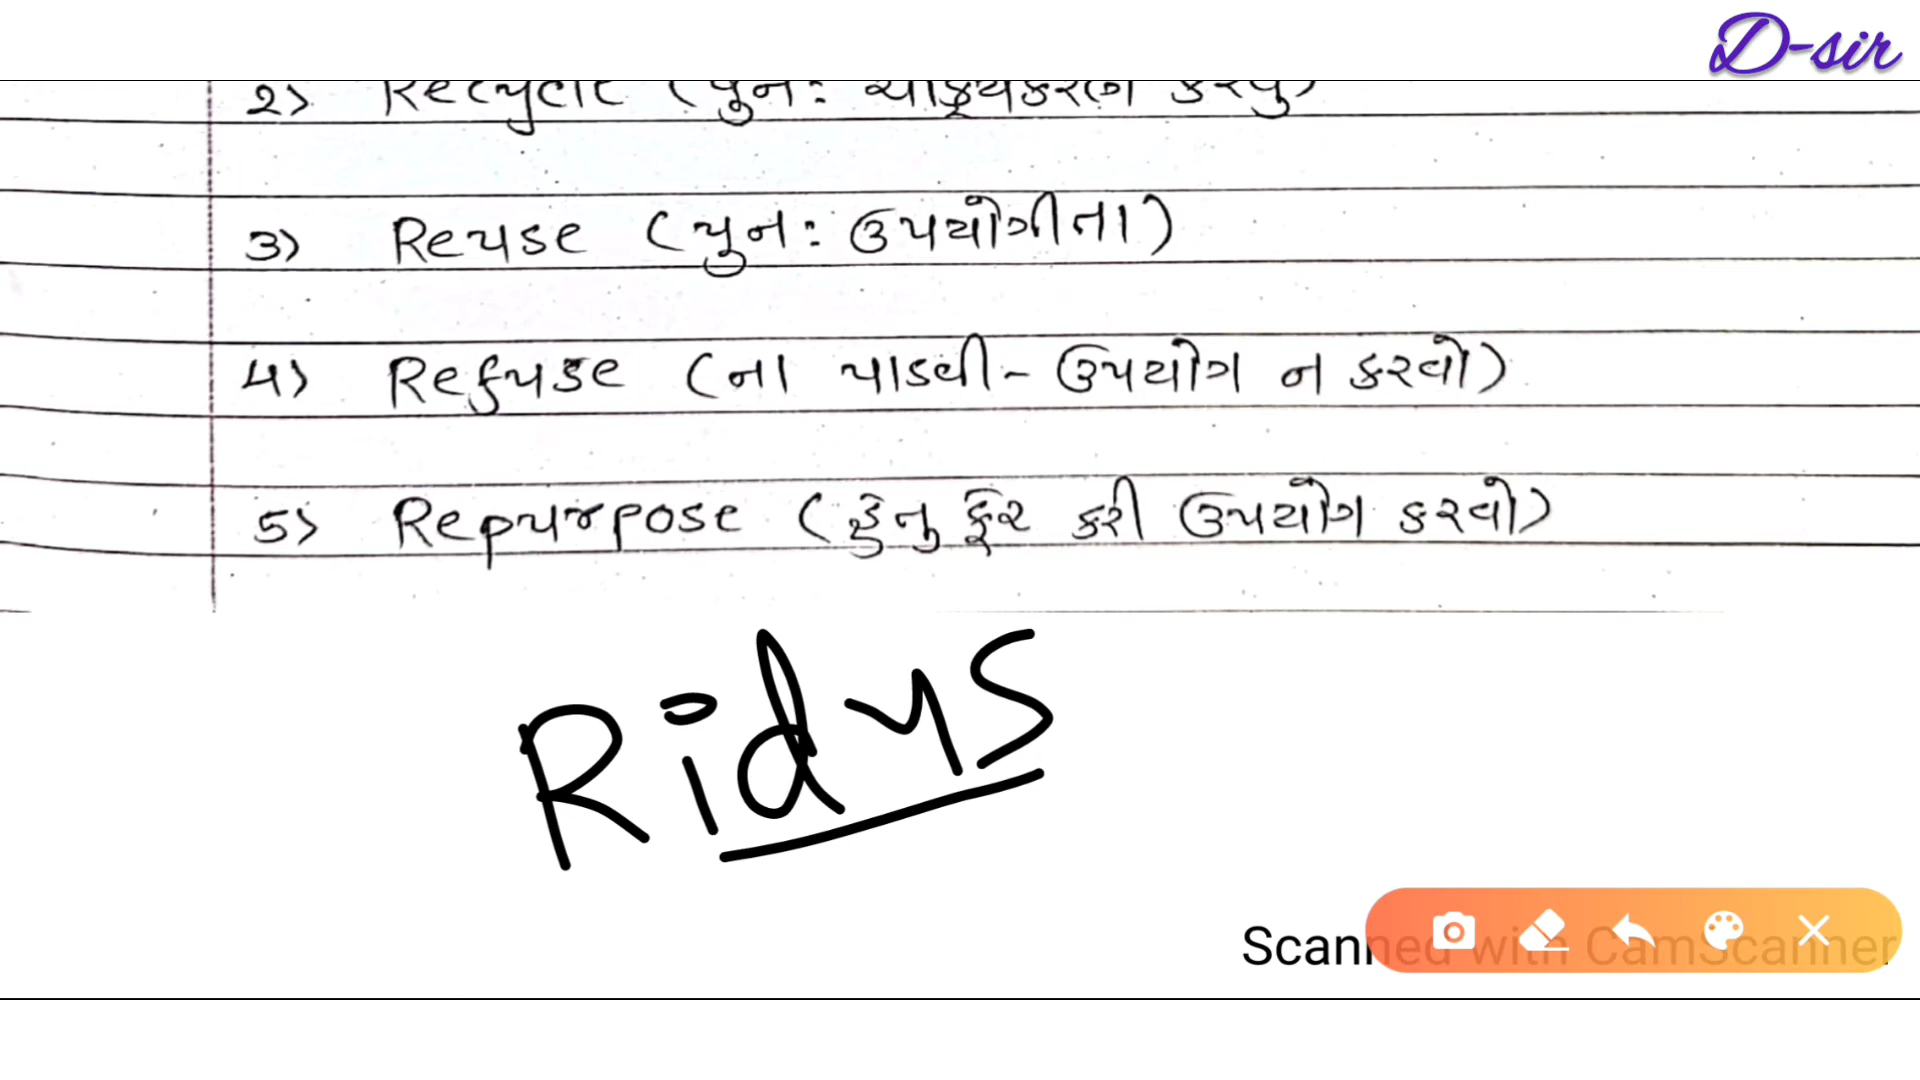 D-sir
2) Recycle (પુન: ચક્રિયકરણ કરવુ)
3) Reuse (પુન: ઉપયોગીતા)
4) Refuse (ના પાડવી - ઉપયોગ ન કરવો)
5) Repurpose (હેનુ ફેર કરી ઉપયોગ કરવો)
Ridys
Scanned with CamScanner